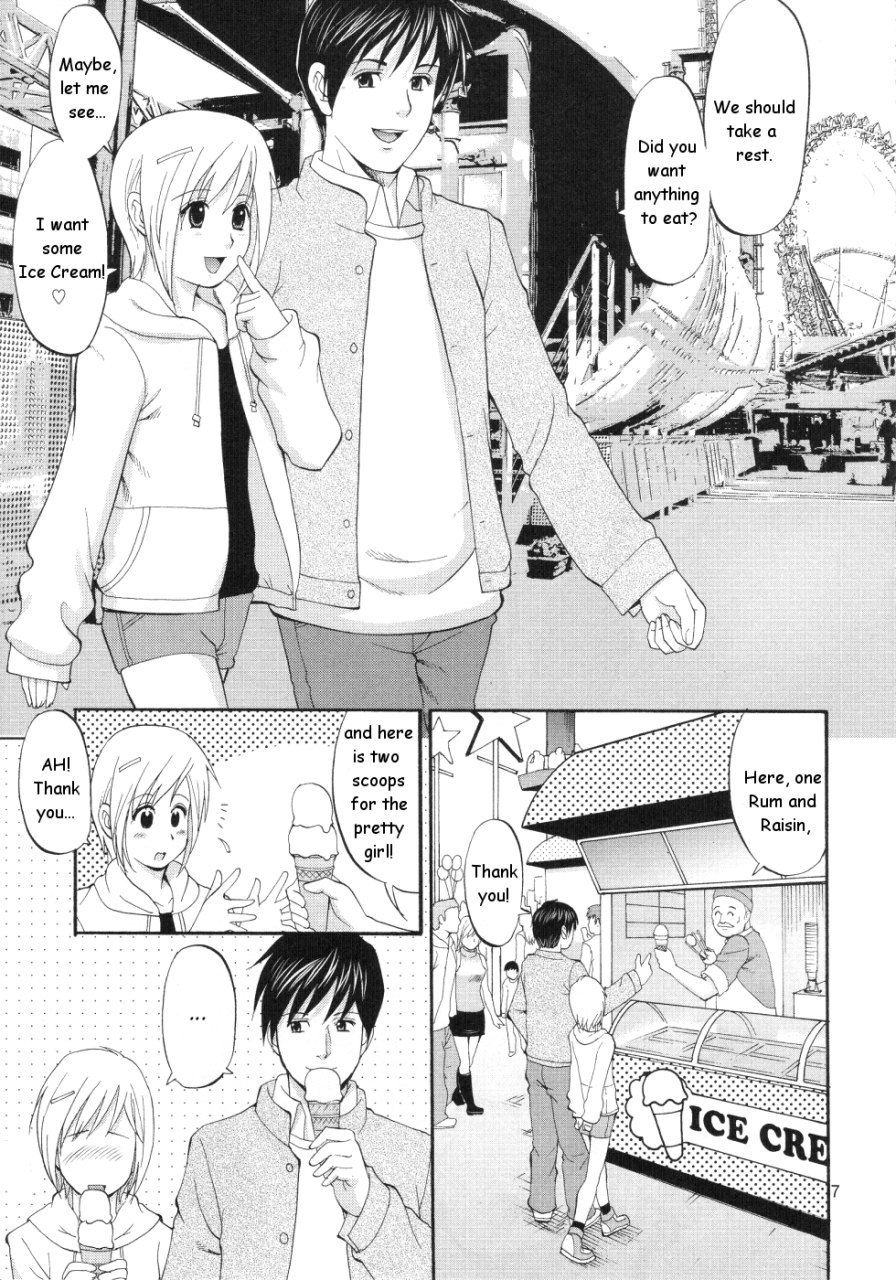 We should
take a
rest.
Did you
want
anything
to eat?
Maybe,
let me
see...
I want
some
Ice Cream!
♡
Here, one
Rum and
Raisin,
Thank
you!
ICE CRE
and here
is two
scoops
for the
pretty
girl!
AH!
Thank
you...
...
7